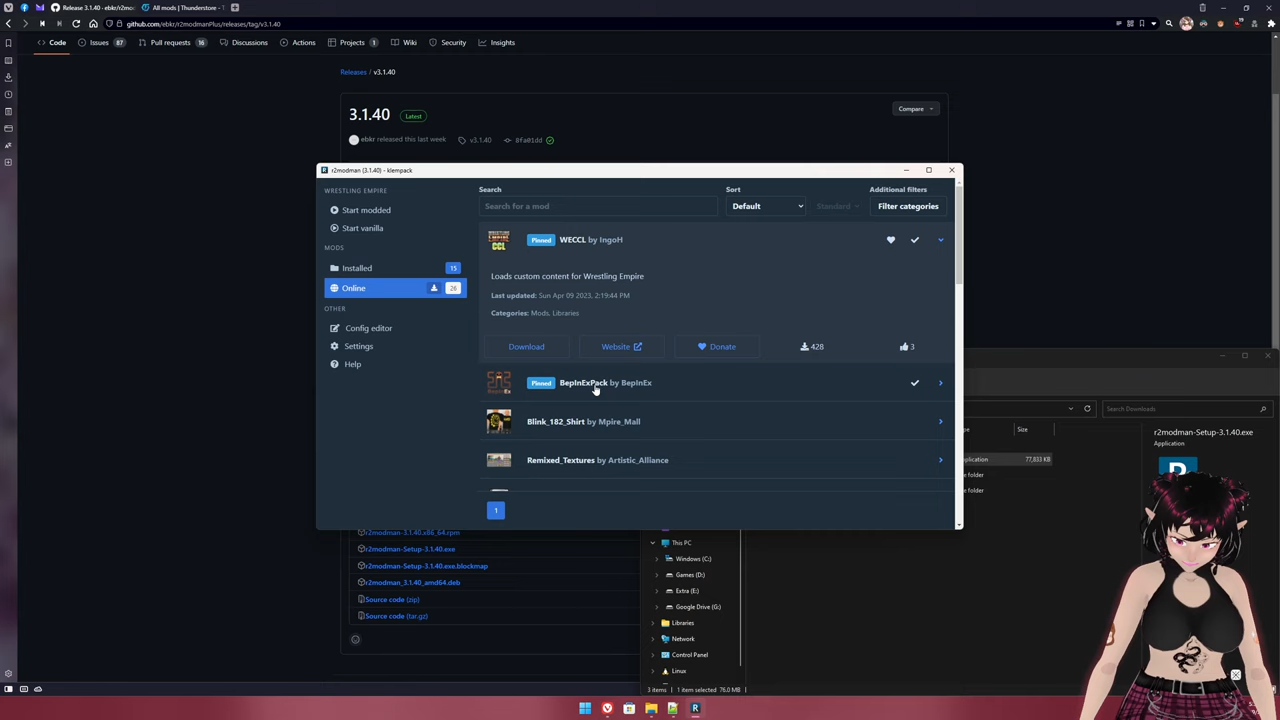 Release 3.1.40 · ebkr/r2mod
All mods | Thunderstore -
github.com/ebkr/r2modmanPlus/releases/tag/v3.1.40
Code
Issues 87
Pull requests 16
Discussions
Actions
Projects 1
Wiki
Security
Insights
Releases / v3.1.40
3.1.40 Latest
Compare
ebkr released this last week
v3.1.40
8fa01dd
r2modman (3.1.40) - klempack
WRESTLING EMPIRE
Start modded
Start vanilla
MODS
Installed 15
Online 26
OTHER
Config editor
Settings
Help
Search
Search for a mod
Sort
Default
Standard
Additional filters
Filter categories
WRESTLING
EMPIRE
CCL
Pinned WECCL by IngoH
Loads custom content for Wrestling Empire
Last updated: Sun Apr 09 2023, 2:19:44 PM
Categories: Mods, Libraries
Download
Website
Donate
428
3
Pinned BepInExPack by BepInEx
Blink_182_Shirt by Mpire_Mall
Remixed_Textures by Artistic_Alliance
1
r2modman-3.1.40.x86_64.rpm
r2modman-Setup-3.1.40.exe
r2modman-Setup-3.1.40.exe.blockmap
r2modman_3.1.40_amd64.deb
Source code (zip)
Source code (tar.gz)
Search Downloads
Size
77,833 KB
r2modman-Setup-3.1.40.exe
Application
This PC
Windows (C:)
Games (D:)
Extra (E:)
Google Drive (G:)
Libraries
Network
Control Panel
Linux
3 items
1 item selected 76.0 MB